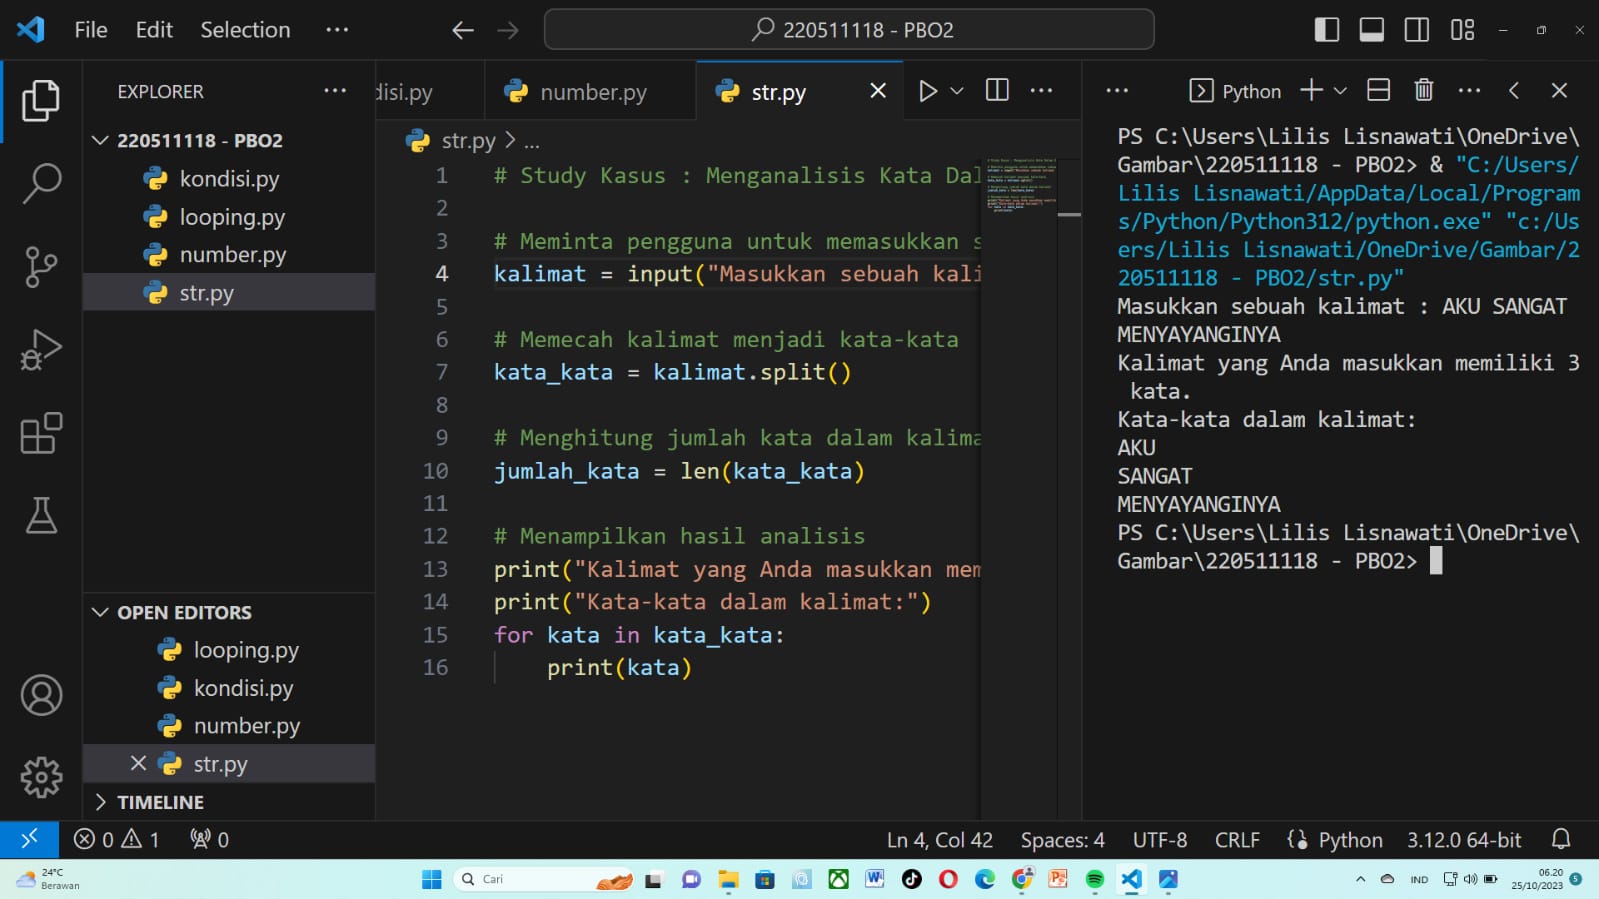 File Edit Selection ...
220511118 - PBO2
EXPLORER
220511118 - PBO2
kondisi.py
looping.py
number.py
str.py
OPEN EDITORS
looping.py
kondisi.py
number.py
str.py
TIMELINE
disi.py number.py str.py
str.py > ...
1 # Study Kasus : Menganalisis Kata Dal
2
3 # Meminta pengguna untuk memasukkan s
4 kalimat = input("Masukkan sebuah kali
5
6 # Memecah kalimat menjadi kata-kata
7 kata_kata = kalimat.split()
8
9 # Menghitung jumlah kata dalam kalima
10 jumlah_kata = len(kata_kata)
11
12 # Menampilkan hasil analisis
13 print("Kalimat yang Anda masukkan mem
14 print("Kata-kata dalam kalimat:")
15 for kata in kata_kata:
16 print(kata)
Python
PS C:\Users\Lilis Lisnawati\OneDrive\
Gambar\220511118 - PBO2> & "C:/Users/
Lilis Lisnawati/AppData/Local/Program
s/Python/Python312/python.exe" "c:/Us
ers/Lilis Lisnawati/OneDrive/Gambar/2
20511118 - PBO2/str.py"
Masukkan sebuah kalimat : AKU SANGAT
MENYAYANGINYA
Kalimat yang Anda masukkan memiliki 3
kata.
Kata-kata dalam kalimat:
AKU
SANGAT
MENYAYANGINYA
PS C:\Users\Lilis Lisnawati\OneDrive\
Gambar\220511118 - PBO2>
0 1 0
Ln 4, Col 42 Spaces: 4 UTF-8 CRLF Python 3.12.0 64-bit
24°C
Berawan
Cari
IND
06.20
25/10/2023
5